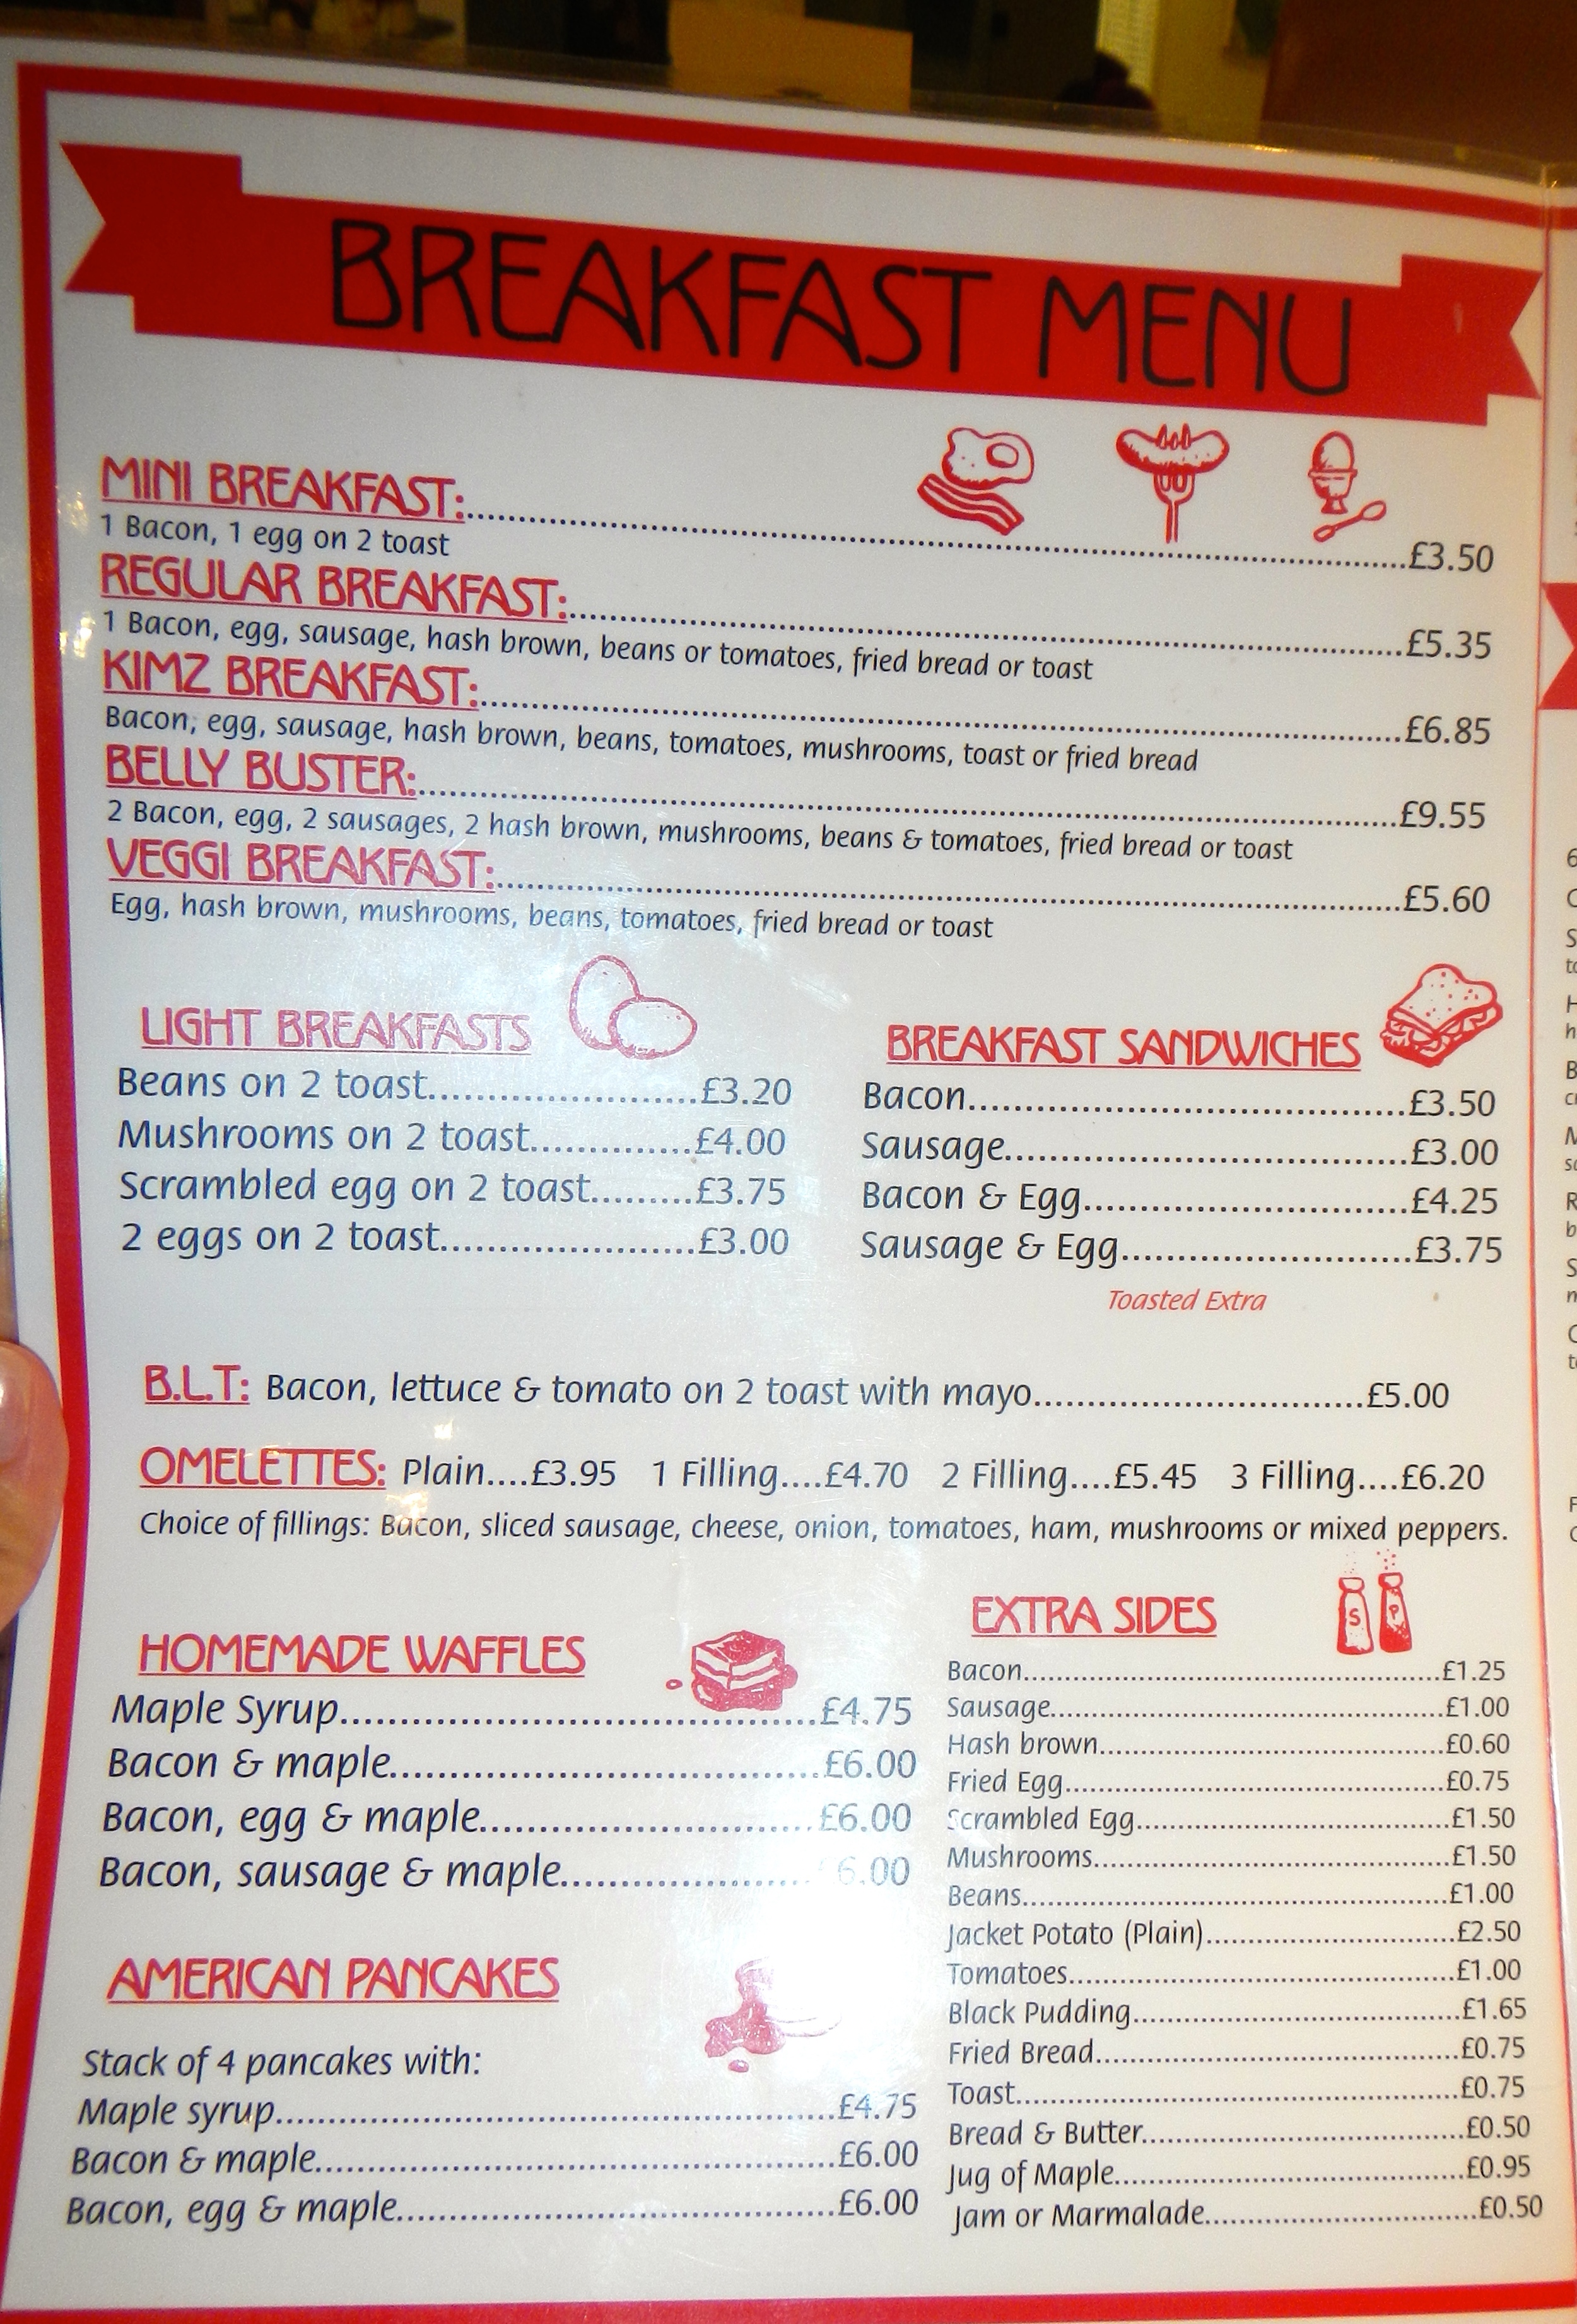 BREAKFAST MENU
MINI BREAKFAST:....................£3.50
1 Bacon, 1 egg on 2 toast
REGULAR BREAKFAST:....................£5.35
1 Bacon, egg, sausage, hash brown, beans or tomatoes, fried bread or toast
KIMZ BREAKFAST:....................£6.85
Bacon, egg, sausage, hash brown, beans, tomatoes, mushrooms, toast or fried bread
BELLY BUSTER:....................£9.55
2 Bacon, egg, 2 sausages, 2 hash brown, mushrooms, beans & tomatoes, fried bread or toast
VEGGI BREAKFAST:....................£5.60
Egg, hash brown, mushrooms, beans, tomatoes, fried bread or toast
LIGHT BREAKFASTS
Beans on 2 toast....................£3.20
Mushrooms on 2 toast..............£4.00
Scrambled egg on 2 toast.........£3.75
2 eggs on 2 toast....................£3.00
BREAKFAST SANDWICHES
Bacon....................£3.50
Sausage....................£3.00
Bacon & Egg....................£4.25
Sausage & Egg....................£3.75
Toasted Extra
B.L.T: Bacon, lettuce & tomato on 2 toast with mayo....................£5.00
OMELETTES: Plain....£3.95 1 Filling....£4.70 2 Filling....£5.45 3 Filling....£6.20
Choice of fillings: Bacon, sliced sausage, cheese, onion, tomatoes, ham, mushrooms or mixed peppers.
HOMEMADE WAFFLES
Maple Syrup....................£4.75
Bacon & maple....................£6.00
Bacon, egg & maple....................£6.00
Bacon, sausage & maple....................6.00
AMERICAN PANCAKES
Stack of 4 pancakes with:
Maple syrup....................£4.75
Bacon & maple....................£6.00
Bacon, egg & maple....................£6.00
EXTRA SIDES
S P
Bacon....................£1.25
Sausage....................£1.00
Hash brown....................£0.60
Fried Egg....................£0.75
Scrambled Egg....................£1.50
Mushrooms....................£1.50
Beans....................£1.00
Jacket Potato (Plain)....................£2.50
Tomatoes....................£1.00
Black Pudding....................£1.65
Fried Bread....................£0.75
Toast....................£0.75
Bread & Butter....................£0.50
Jug of Maple....................£0.95
Jam or Marmalade....................£0.50